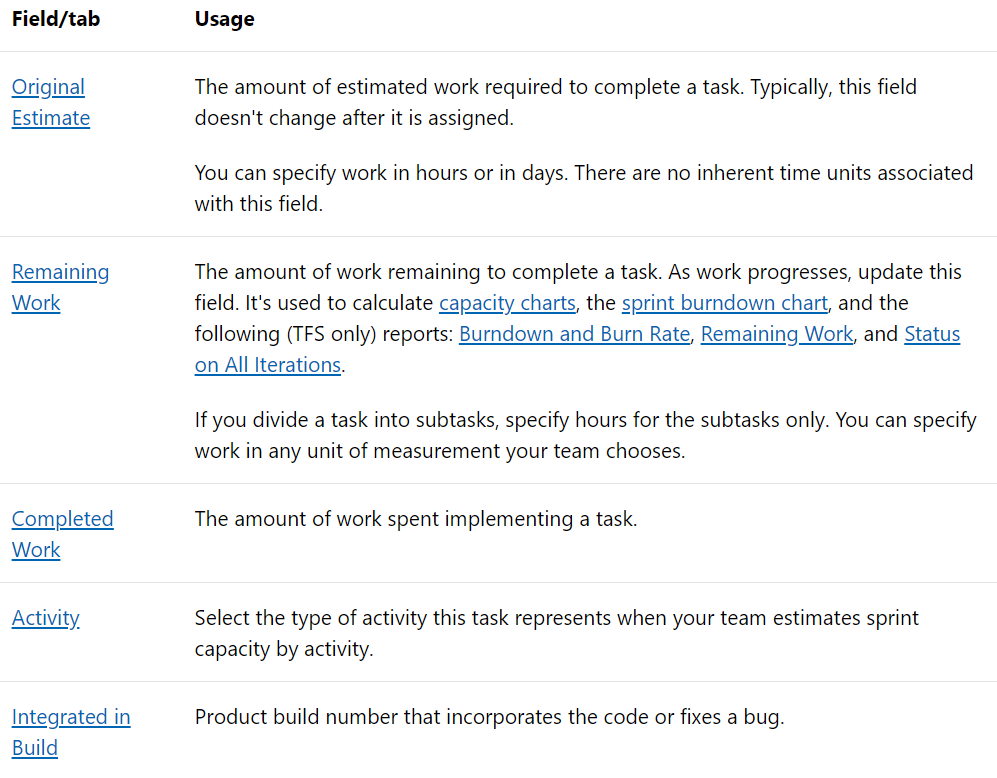 Field/tab Usage
Original The amount of estimated work required to complete a task. Typically, this field
Estimate doesn't change after it is assigned.
You can specify work in hours or in days. There are no inherent time units associated
with this field.
Remaining The amount of work remaining to complete a task. As work progresses, update this
Work field. It's used to calculate capacity charts, the sprint burndown chart, and the
following (TFS only) reports: Burndown and Burn Rate, Remaining Work, and Status
on All Iterations.
If you divide a task into subtasks, specify hours for the subtasks only. You can specify
work in any unit of measurement your team chooses.
Completed The amount of work spent implementing a task.
Work
Activity Select the type of activity this task represents when your team estimates sprint
capacity by activity.
Integrated in Product build number that incorporates the code or fixes a bug.
Build